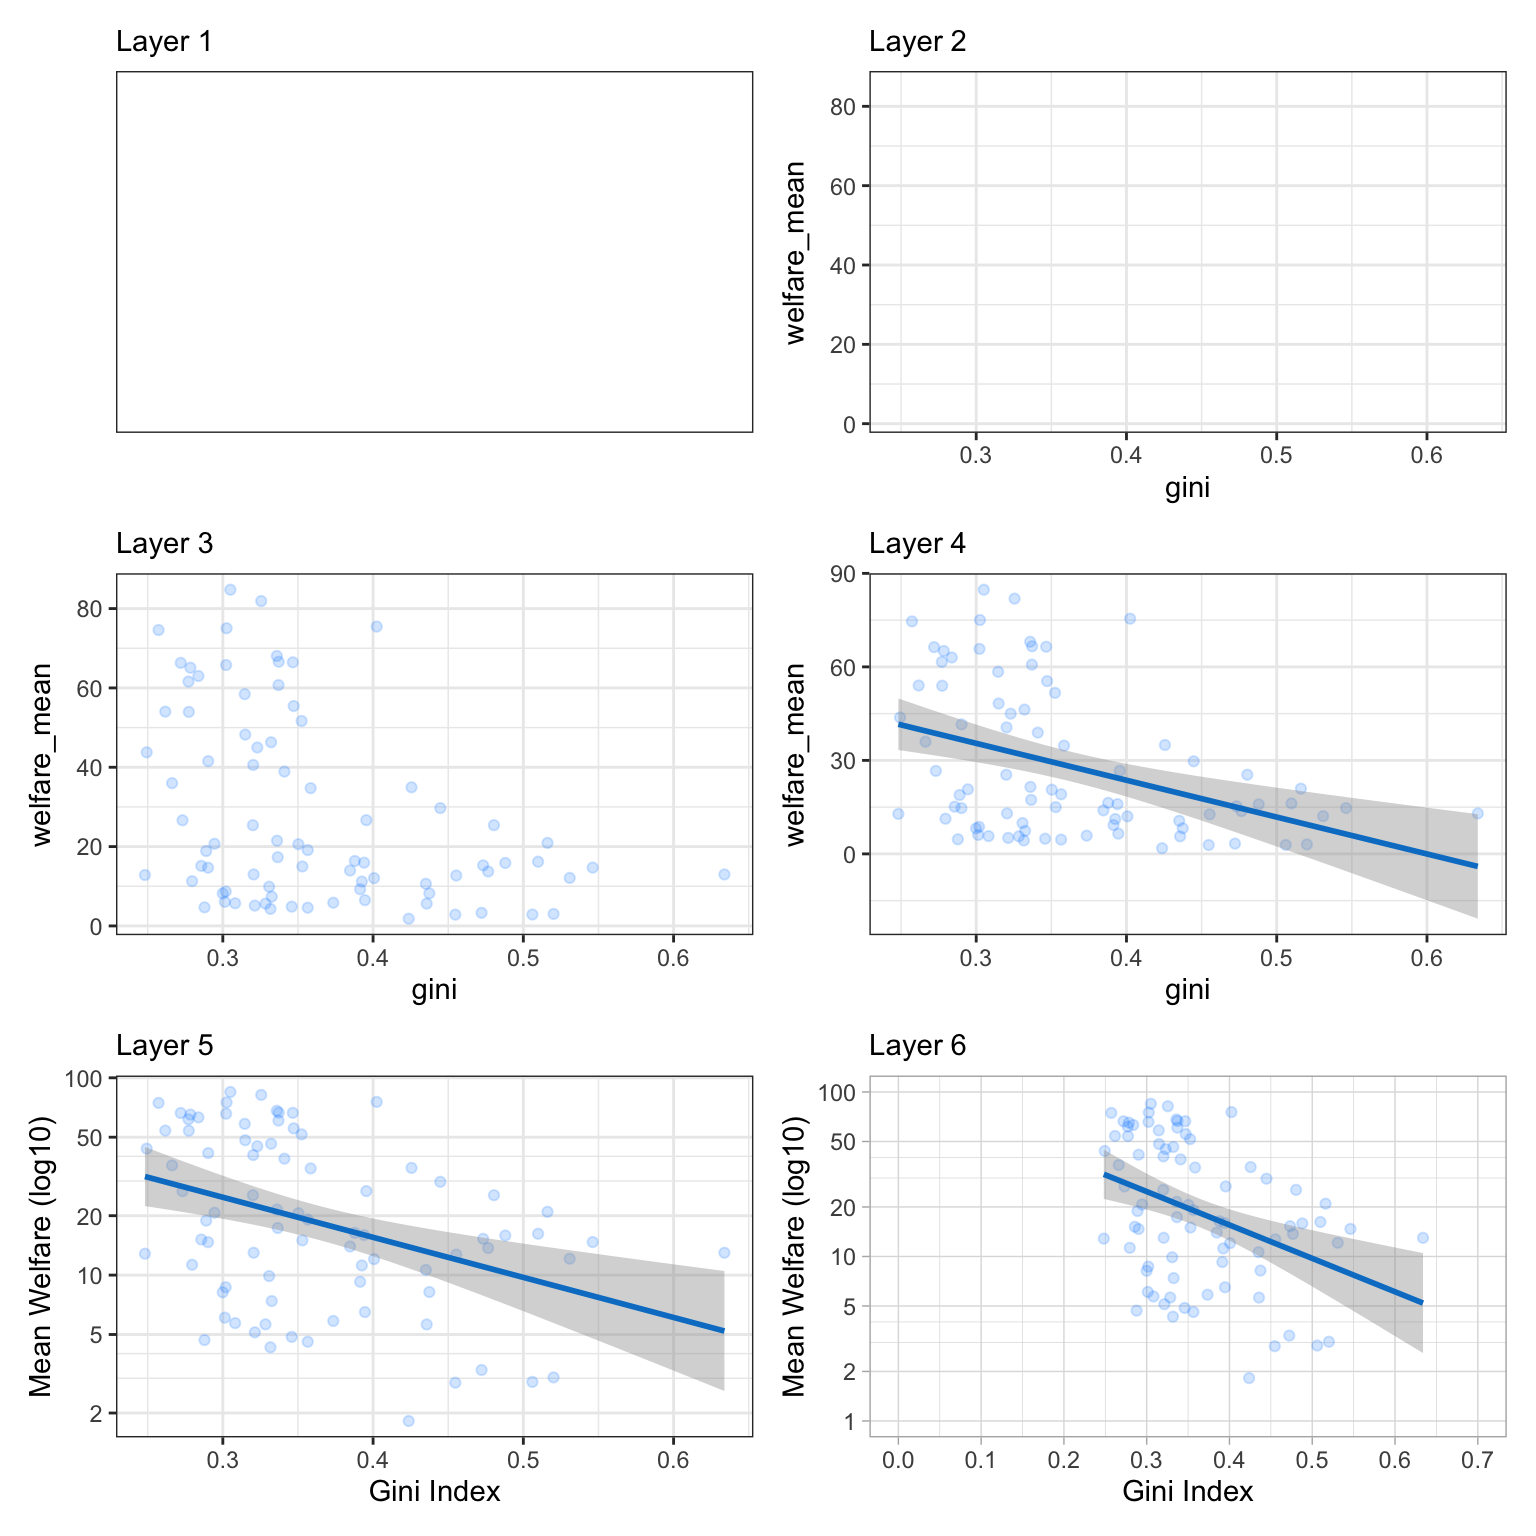 Layer 1
Layer 2
80
60
40
20
0
welfare_mean
0.3 0.4 0.5 0.6
gini
Layer 3
80
60
40
20
0
welfare_mean
0.3 0.4 0.5 0.6
gini
Layer 4
90
60
30
0
welfare_mean
0.3 0.4 0.5 0.6
gini
Layer 5
100
50
20
10
5
2
Mean Welfare (log10)
0.3 0.4 0.5 0.6
Gini Index
Layer 6
100
50
20
10
5
2
1
Mean Welfare (log10)
0.0 0.1 0.2 0.3 0.4 0.5 0.6 0.7
Gini Index